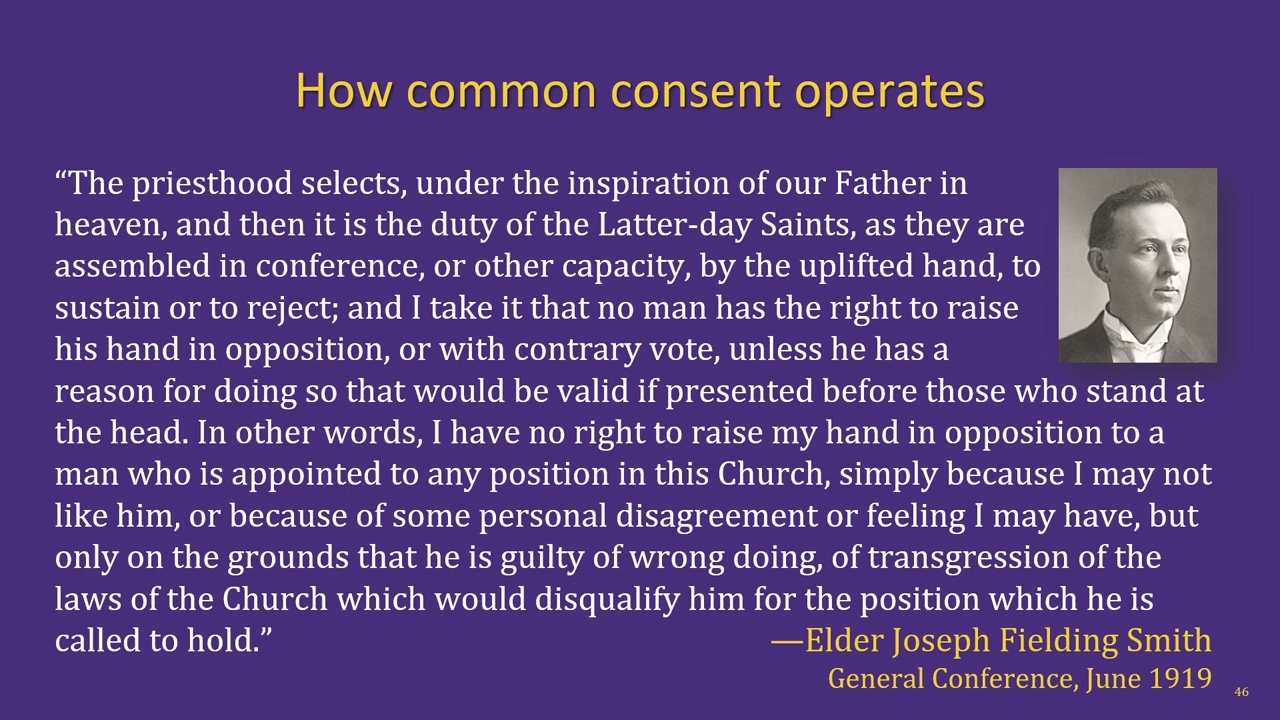 How common consent operates
“The priesthood selects, under the inspiration of our Father in
heaven, and then it is the duty of the Latter-day Saints, as they are
assembled in conference, or other capacity, by the uplifted hand, to
sustain or to reject; and I take it that no man has the right to raise
his hand in opposition, or with contrary vote, unless he has a
reason for doing so that would be valid if presented before those who stand at
the head. In other words, I have no right to raise my hand in opposition to a
man who is appointed to any position in this Church, simply because I may not
like him, or because of some personal disagreement or feeling I may have, but
only on the grounds that he is guilty of wrong doing, of transgression of the
laws of the Church which would disqualify him for the position which he is
called to hold.” —Elder Joseph Fielding Smith
General Conference, June 1919
46